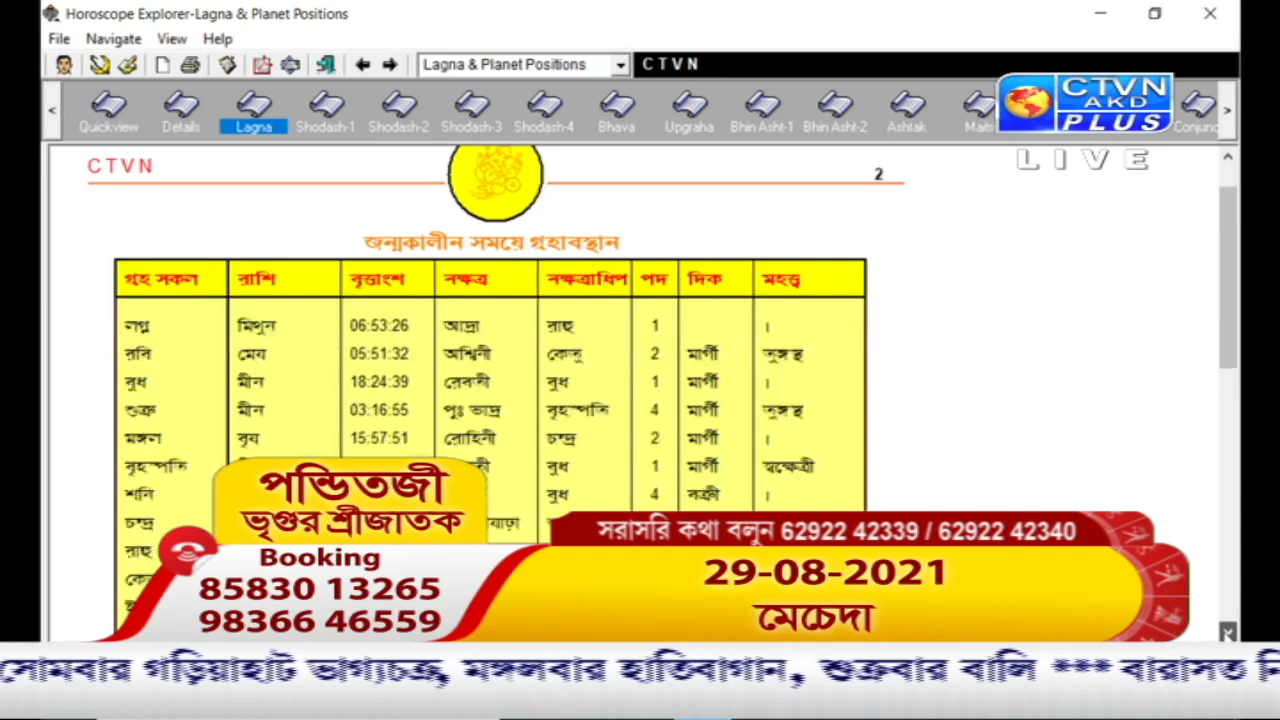 Horoscope Explorer-Lagna & Planet Positions
File Navigate View Help
Lagna & Planet Positions CTVN
Quickview Details Lagna Shodash-1 Shodash-2 Shodash-3 Shodash-4 Bhava Upgraha Bhin Asht-1 Bhin Asht-2 Ashtak
CTVN AKD PLUS
LIVE
CTVN 2
জন্মকালীন সময়ে গ্রহাবস্থান
গ্রহ সকল রাশি বৃত্তাংশ নক্ষত্র নক্ষত্রাধিপ পদ দিক মহত্ত্ব
লগ্ন মিথুন 06:53:26 আদ্রা রাহু 1 ।
রবি মেষ 05:51:32 অশ্বিনী কেতু 2 মার্গী তুঙ্গস্থ
বুধ মীন 18:24:39 রেবতী বুধ 1 মার্গী ।
শুক্র মীন 03:16:55 পুঃ ভাদ্র বৃহস্পতি 4 মার্গী তুঙ্গস্থ
মঙ্গল বৃষ 15:57:51 রোহিনী চন্দ্র 2 মার্গী ।
বৃহস্পতি বুধ 1 মার্গী স্বক্ষেত্রী
শনি বুধ 4 বক্রী ।
চন্দ্র
রাহু
পন্ডিতজী
ভৃগুর শ্রীজাতক
সরাসরি কথা বলুন 62922 42339 / 62922 42340
Booking
85830 13265
98366 46559
29-08-2021
মেচেদা
সোমবার গড়িয়াহাট ভাগ্যচক্র, মঙ্গলবার হাতিবাগান, শুক্রবার বালি *** বারাসত